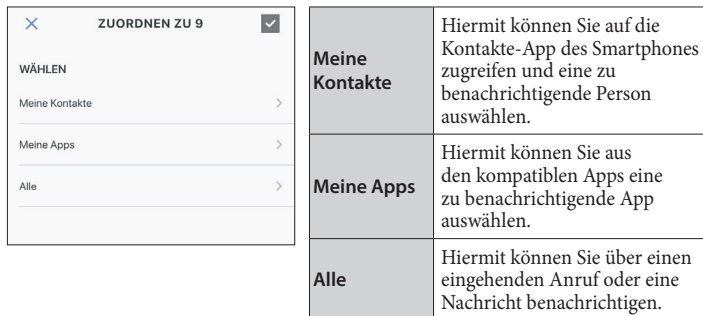 ZUORDNEN ZU 9
WÄHLEN
Meine Kontakte
Meine Apps
Alle
Meine
Kontakte
Hiermit können Sie auf die
Kontakte-App des Smartphones
zugreifen und eine zu
benachrichtigende Person
auswählen.
Meine Apps
Hiermit können Sie aus
den kompatiblen Apps eine
zu benachrichtigende App
auswählen.
Alle
Hiermit können Sie über einen
eingehenden Anruf oder eine
Nachricht benachrichtigen.